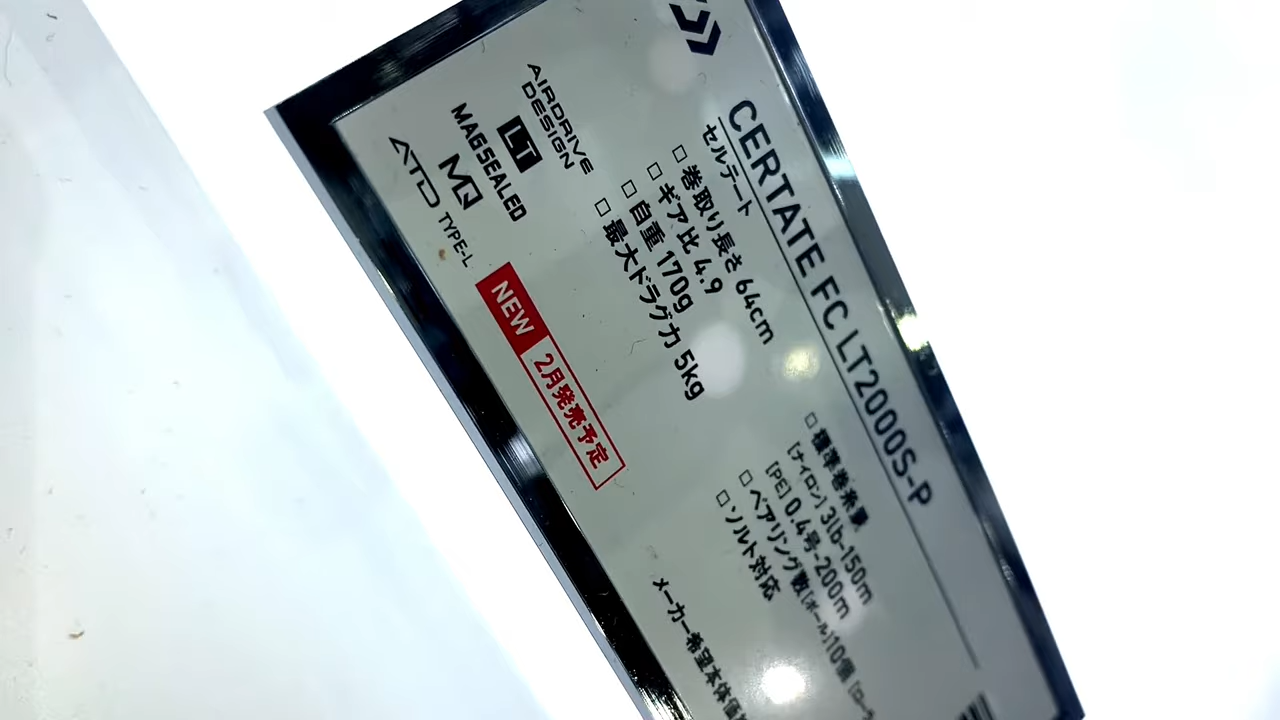 CERTATE FC LT2000S-P
セルテート
□ 巻取り長さ 64cm
□ ギア比 4.9
□ 自重 170g
□ 最大ドラグ力 5kg
□ 標準巻糸量
[ナイロン] 3lb-150m
[PE] 0.4号-200m
□ ベアリング数 [ボール]10個 [ロー
□ ソルト対応
AIRDRIVE
DESIGN
LT
MAGSEALED
MQ
ATD TYPE-L
NEW 2月発売予定
メーカー希望本体価